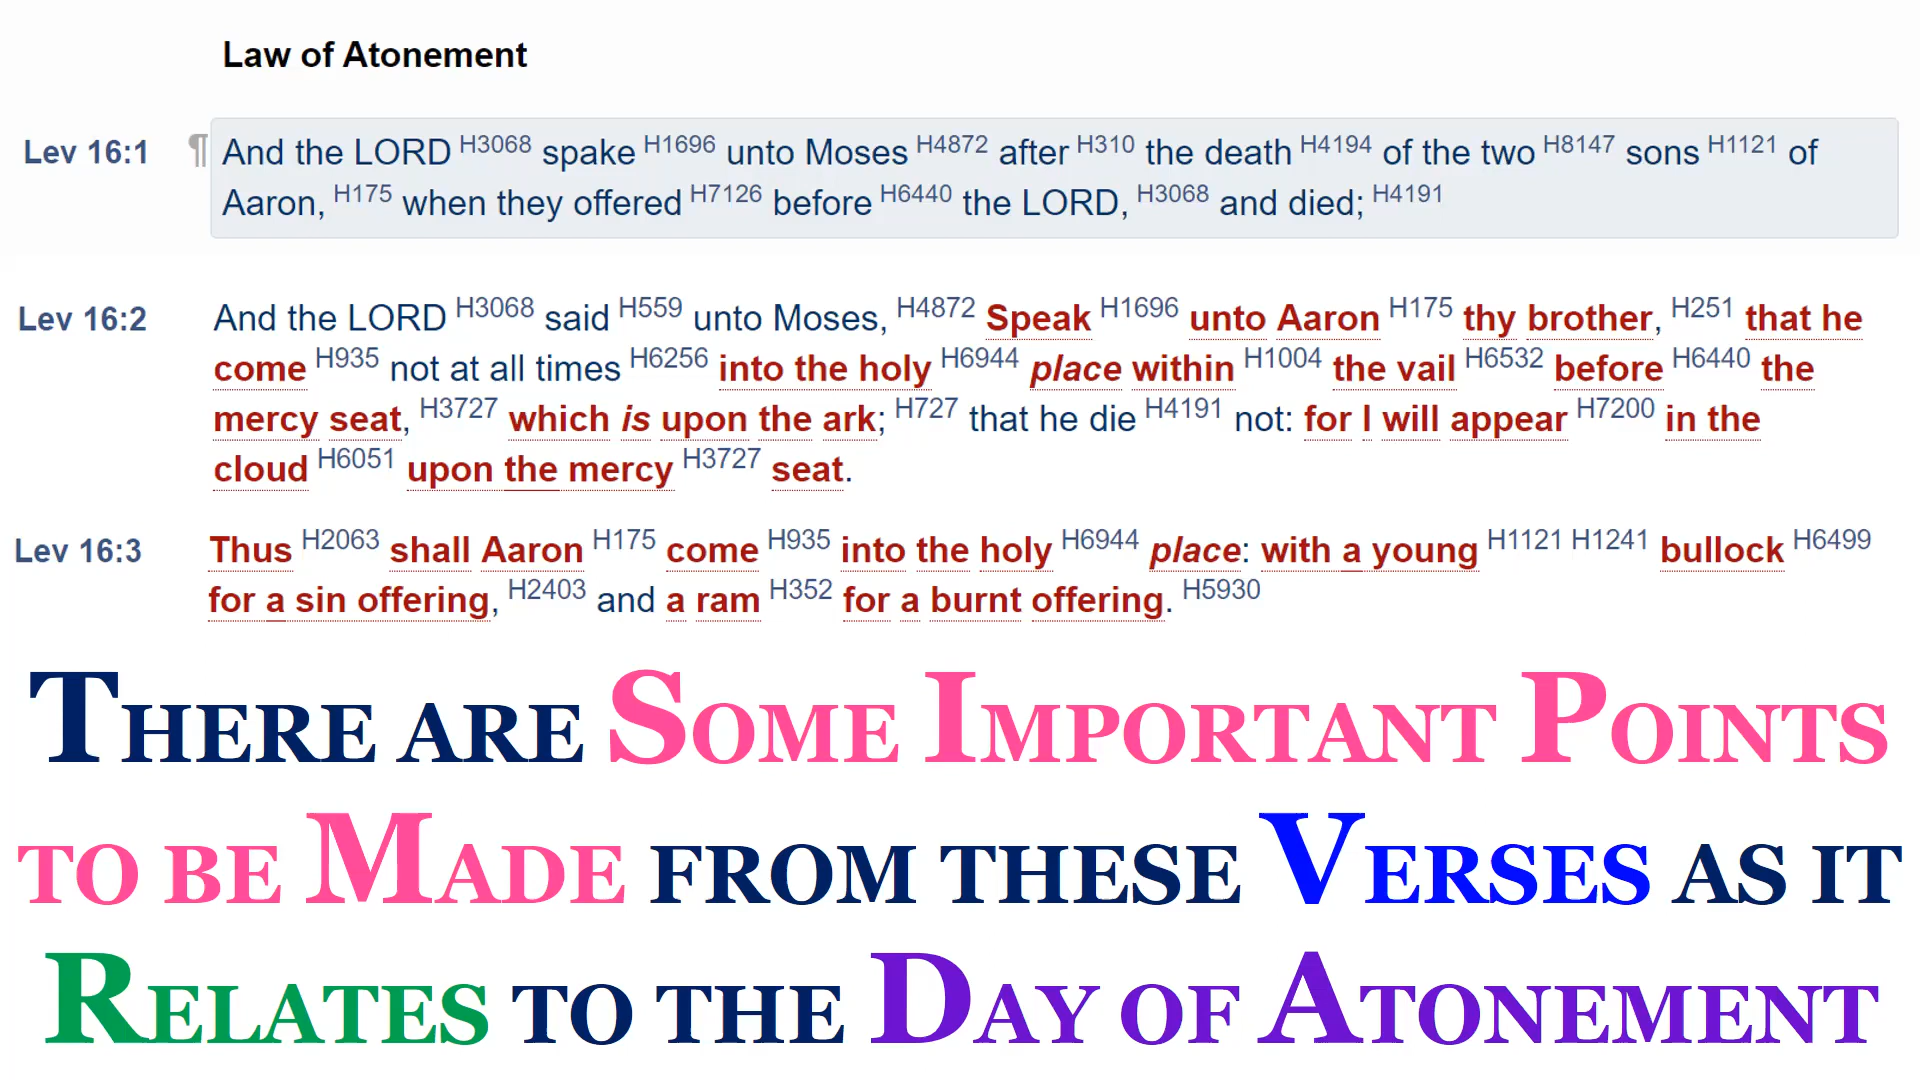 Law of Atonement
Lev 16:1 ¶ And the LORD H3068 spake H1696 unto Moses H4872 after H310 the death H4194 of the two H8147 sons H1121 of
Aaron, H175 when they offered H7126 before H6440 the LORD, H3068 and died; H4191
Lev 16:2 And the LORD H3068 said H559 unto Moses, H4872 Speak H1696 unto Aaron H175 thy brother, H251 that he
come H935 not at all times H6256 into the holy H6944 place within H1004 the vail H6532 before H6440 the
mercy seat, H3727 which is upon the ark; H727 that he die H4191 not: for I will appear H7200 in the
cloud H6051 upon the mercy H3727 seat.
Lev 16:3 Thus H2063 shall Aaron H175 come H935 into the holy H6944 place: with a young H1121 H1241 bullock H6499
for a sin offering, H2403 and a ram H352 for a burnt offering. H5930
THERE ARE SOME IMPORTANT POINTS
TO BE MADE FROM THESE VERSES AS IT
RELATES TO THE DAY OF ATONEMENT